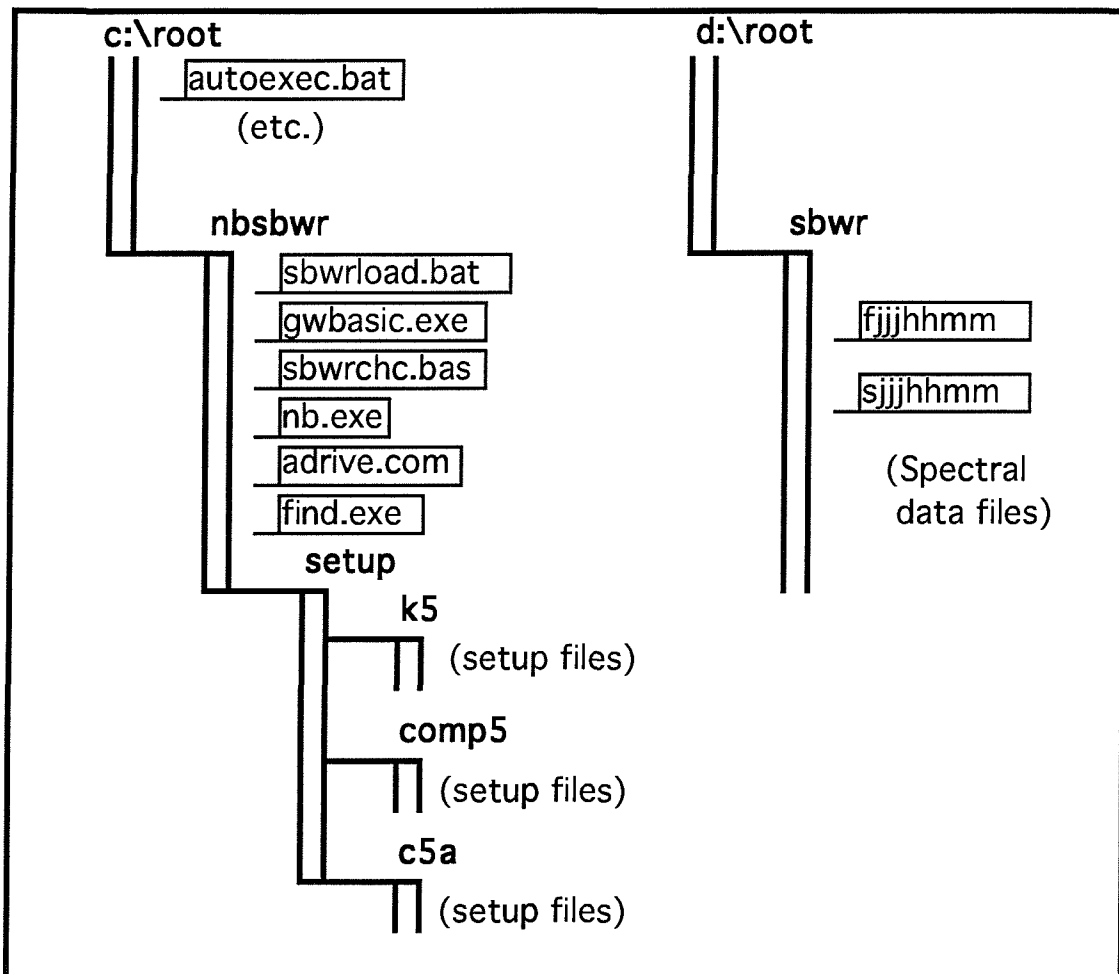 c:\root
autoexec.bat
(etc.)
nbsbwr
sbwrload.bat
gwbasic.exe
sbwrchc.bas
nb.exe
adrive.com
find.exe
setup
k5
(setup files)
comp5
(setup files)
c5a
(setup files)
d:\root
sbwr
fjjjhhmm
sjjjhhmm
(Spectral
data files)